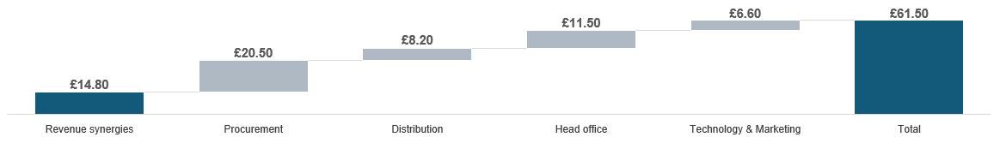 £14.80
£20.50
£8.20
£11.50
£6.60
£61.50
Revenue synergies
Procurement
Distribution
Head office
Technology & Marketing
Total